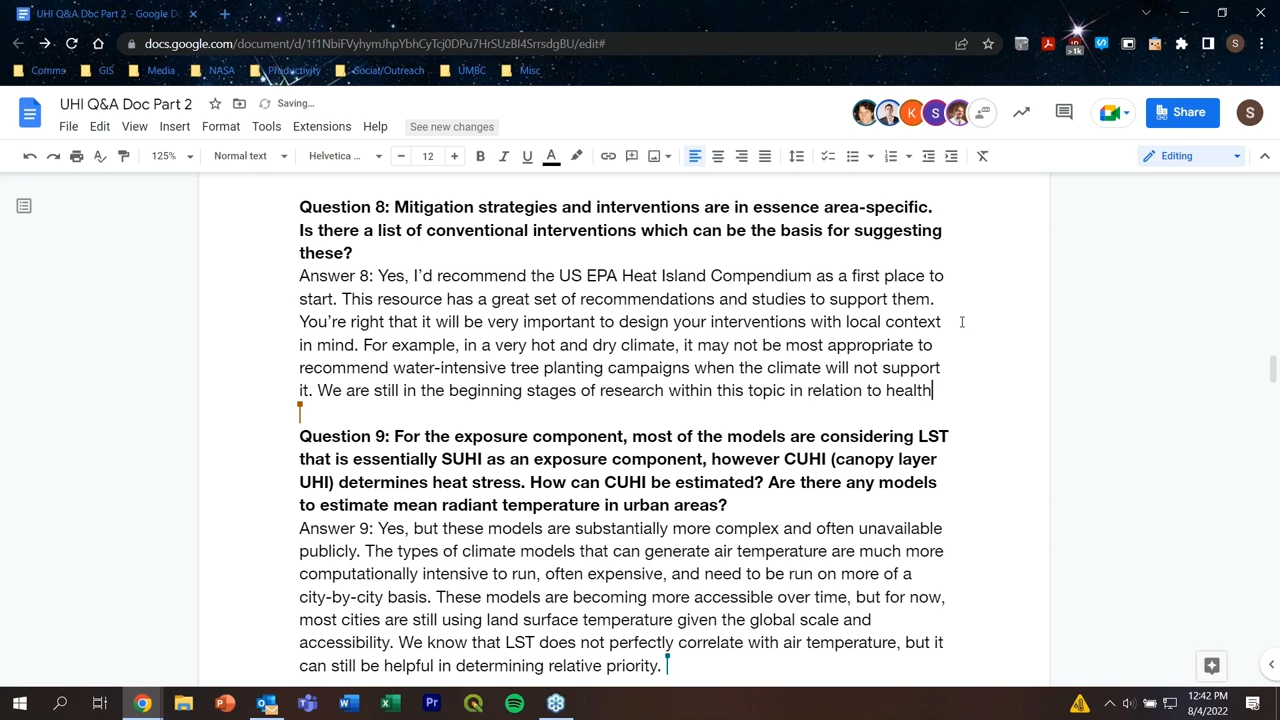 UHI Q&A Doc Part 2 - Google D
docs.google.com/document/d/1f1NbiFVyhymJhpYbhCyTcj0DPu7HrSUzBI4SrrsdgBU/edit#
S
>1k
Comms GIS Media NASA Productivity Social/Outreach UMBC Misc
UHI Q&A Doc Part 2 Saving...
K S Share S
File Edit View Insert Format Tools Extensions Help See new changes
125% Normal text Helvetica ... 12 B I U A Editing
Question 8: Mitigation strategies and interventions are in essence area-specific.
Is there a list of conventional interventions which can be the basis for suggesting
these?
Answer 8: Yes, I'd recommend the US EPA Heat Island Compendium as a first place to
start. This resource has a great set of recommendations and studies to support them.
You're right that it will be very important to design your interventions with local context
in mind. For example, in a very hot and dry climate, it may not be most appropriate to
recommend water-intensive tree planting campaigns when the climate will not support
it. We are still in the beginning stages of research within this topic in relation to health
Question 9: For the exposure component, most of the models are considering LST
that is essentially SUHI as an exposure component, however CUHI (canopy layer
UHI) determines heat stress. How can CUHI be estimated? Are there any models
to estimate mean radiant temperature in urban areas?
Answer 9: Yes, but these models are substantially more complex and often unavailable
publicly. The types of climate models that can generate air temperature are much more
computationally intensive to run, often expensive, and need to be run on more of a
city-by-city basis. These models are becoming more accessible over time, but for now,
most cities are still using land surface temperature given the global scale and
accessibility. We know that LST does not perfectly correlate with air temperature, but it
can still be helpful in determining relative priority.
12:42 PM
8/4/2022